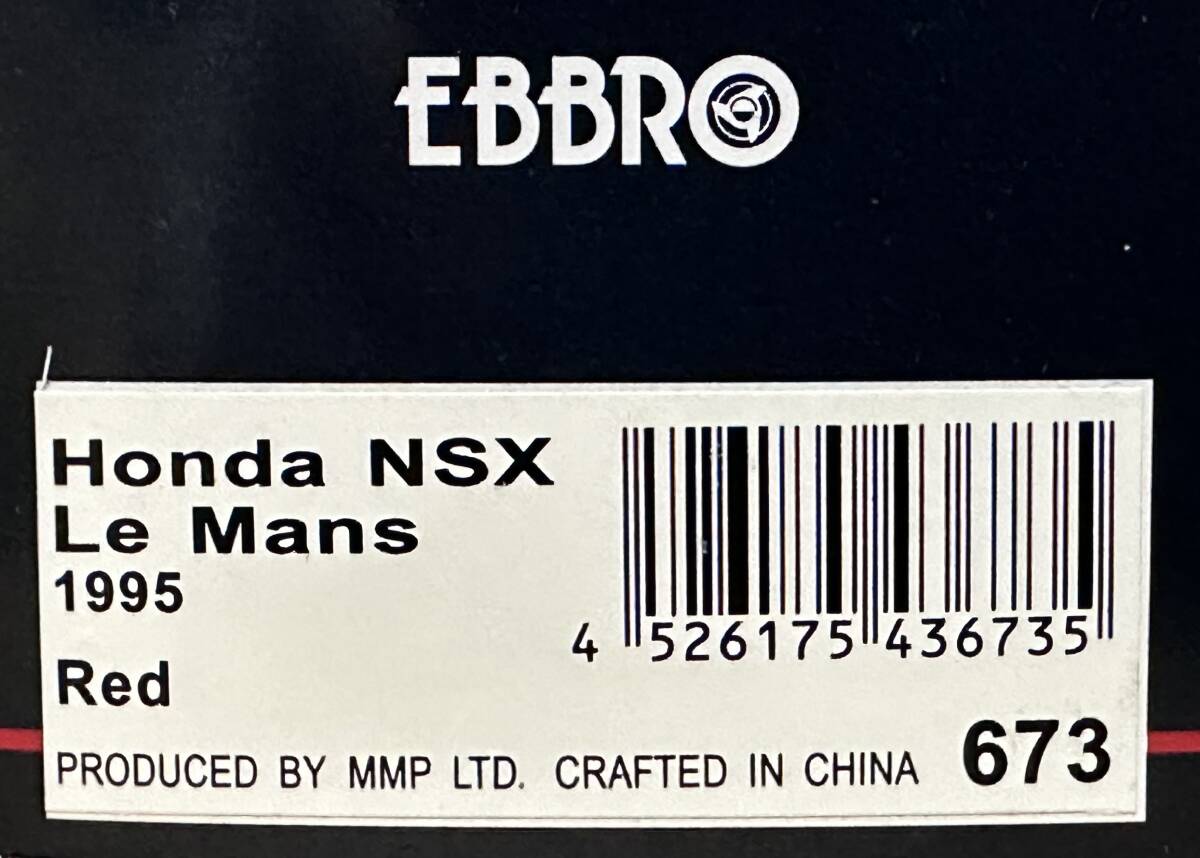 EBBRO
Honda NSX
Le Mans
1995
Red
4 526175 436735
PRODUCED BY MMP LTD. CRAFTED IN CHINA 673